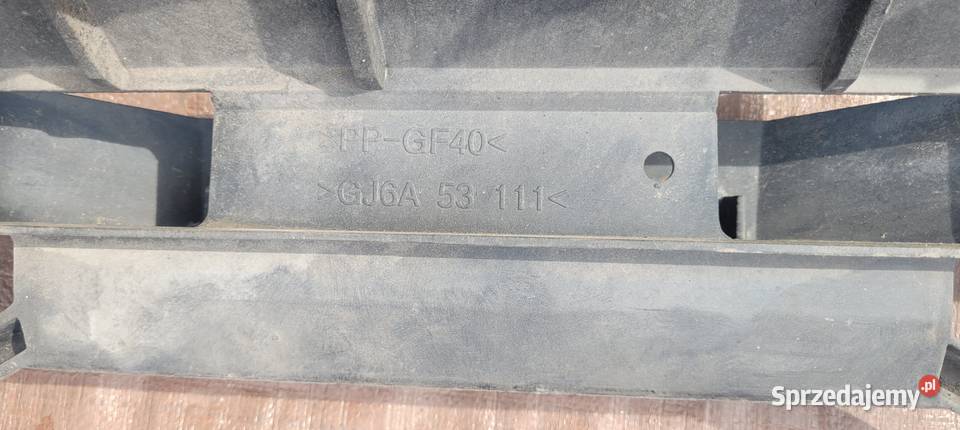 PP-GF40<
>GJ6A 53 111<
Sprzedajemy.pl